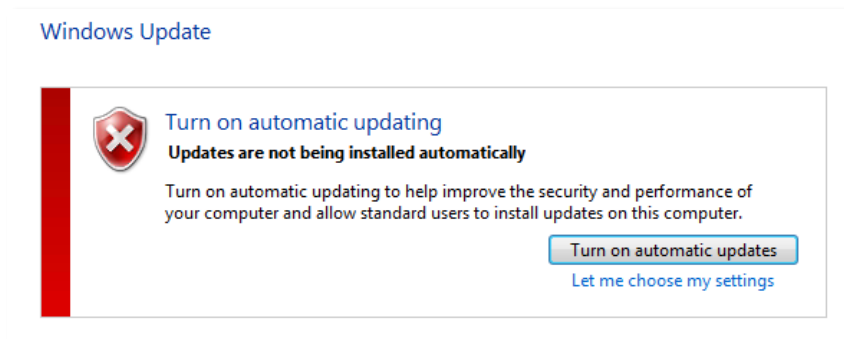 Windows Update
Turn on automatic updating
Updates are not being installed automatically
Turn on automatic updating to help improve the security and performance of
your computer and allow standard users to install updates on this computer.
Turn on automatic updates
Let me choose my settings